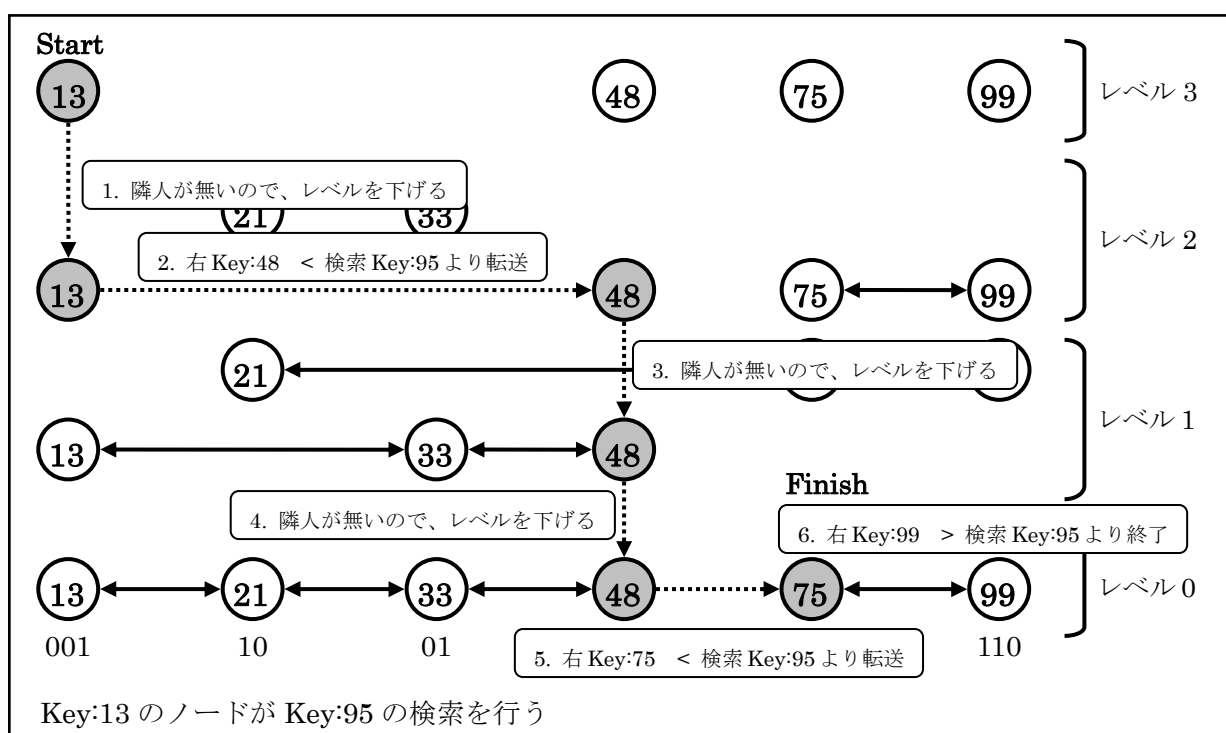 Start
13 48 75 99 レベル 3
1. 隣人が無いので、レベルを下げる
21 33
2. 右 Key:48 < 検索 Key:95 より転送
レベル 2
13 48 75 99
21
3. 隣人が無いので、レベルを下げる
レベル 1
13 33 48
Finish
4. 隣人が無いので、レベルを下げる
6. 右 Key:99 > 検索 Key:95 より終了
13 21 33 48 75 99 レベル 0
001 10 01 110
5. 右 Key:75 < 検索 Key:95 より転送
Key:13 のノードが Key:95 の検索を行う